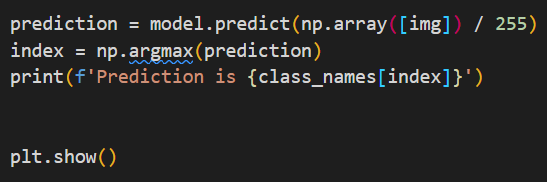 prediction = model.predict(np.array([img]) / 255)
index = np.argmax(prediction)
print(f'Prediction is {class_names[index]}')
plt.show()